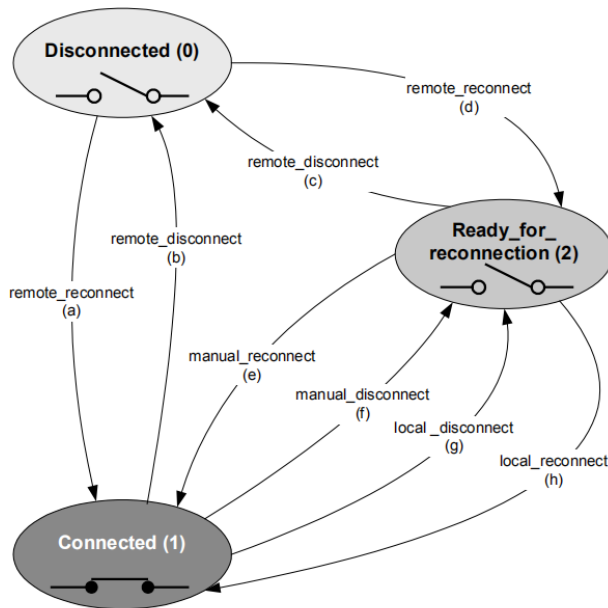 Disconnected (0)
remote_reconnect
(d)
remote_disconnect
(c)
Ready_for_
reconnection (2)
remote_disconnect
(b)
remote_reconnect
(a)
manual_reconnect
(e)
manual_disconnect
(f)
local _disconnect
(g)
local_reconnect
(h)
Connected (1)